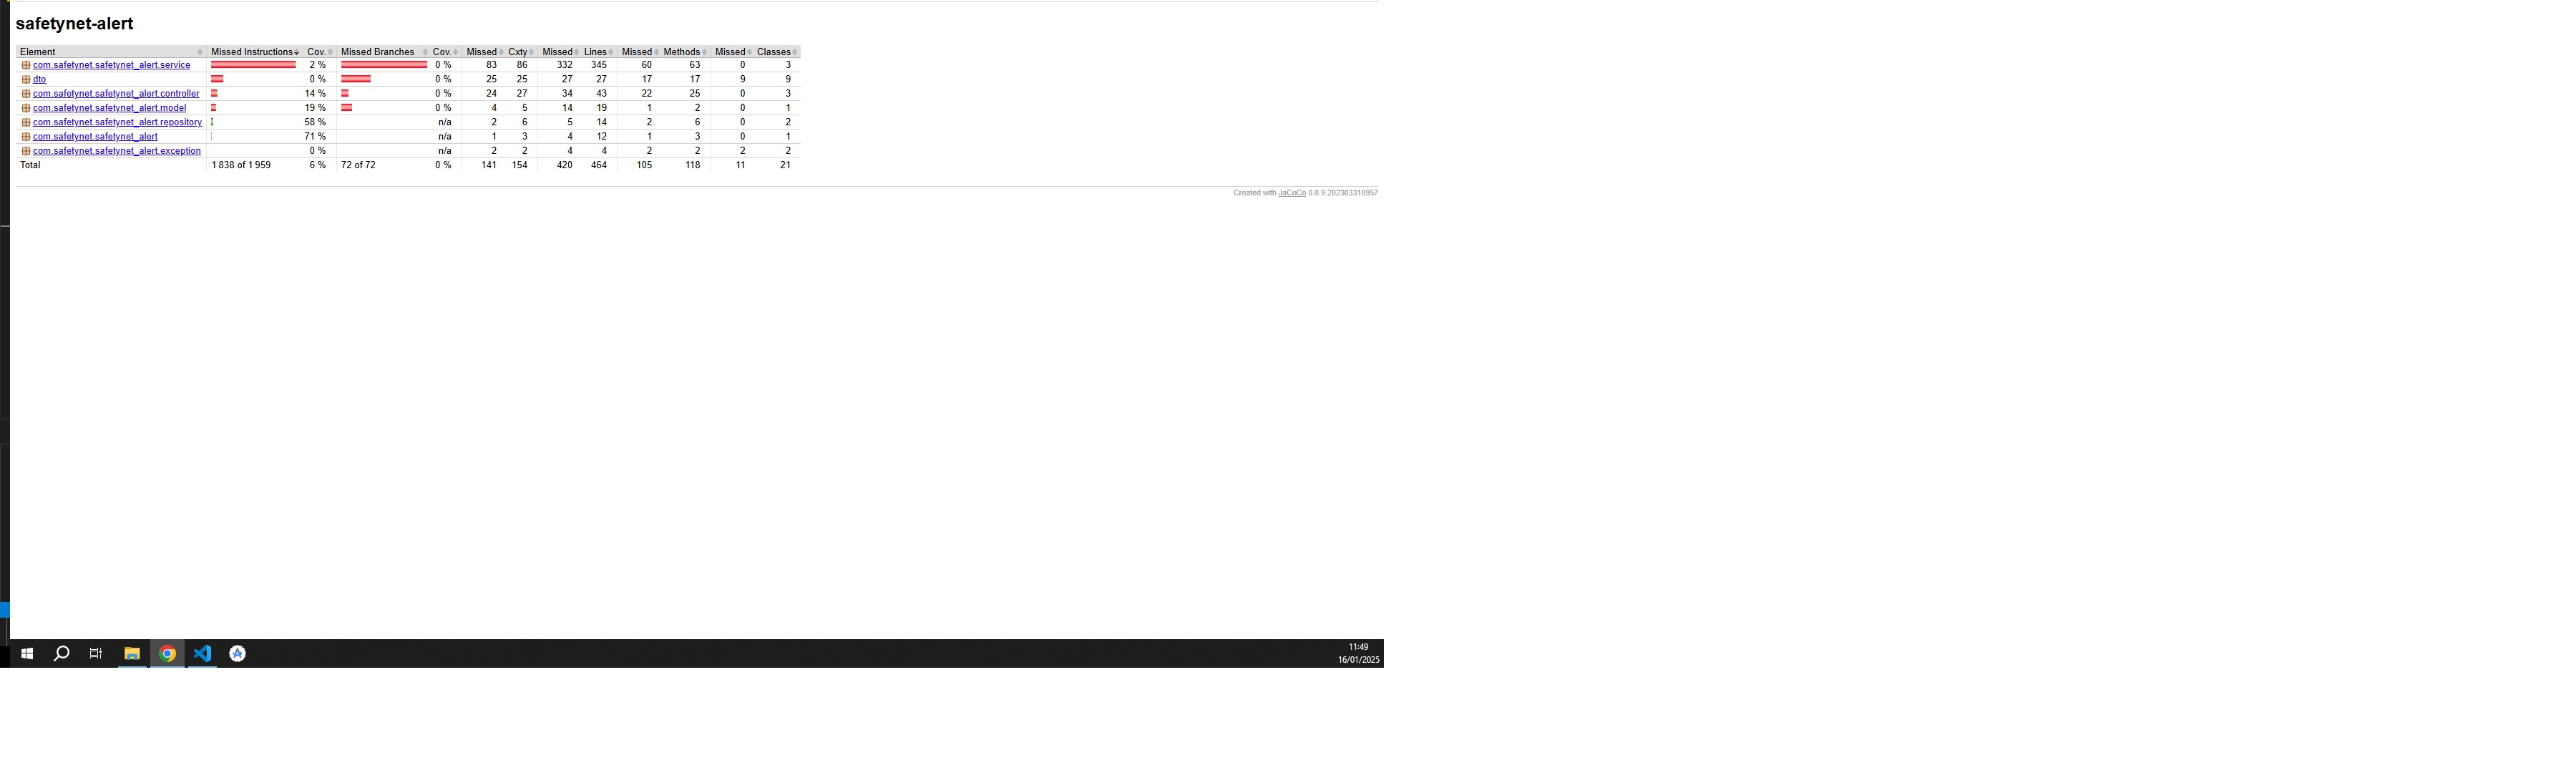 safetynet-alert
Element Missed Instructions Cov. Missed Branches Cov. Missed Cxty Missed Lines Missed Methods Missed Classes
com.safetynet.safetynet_alert.service 2 % 0 % 83 86 332 345 60 63 0 3
dto 0 % 0 % 25 25 27 27 17 17 9 9
com.safetynet.safetynet_alert.controller 14 % 0 % 24 27 34 43 22 25 0 3
com.safetynet.safetynet_alert.model 19 % 0 % 4 5 14 19 1 2 0 1
com.safetynet.safetynet_alert.repository 58 % n/a 2 6 5 14 2 6 0 2
com.safetynet.safetynet_alert 71 % n/a 1 3 4 12 1 3 0 1
com.safetynet.safetynet_alert.exception 0 % n/a 2 2 4 4 2 2 2 2
Total 1 838 of 1 959 6 % 72 of 72 0 % 141 154 420 464 105 118 11 21
Created with JaCoCo 0.8.9.202303310957
11:49
16/01/2025